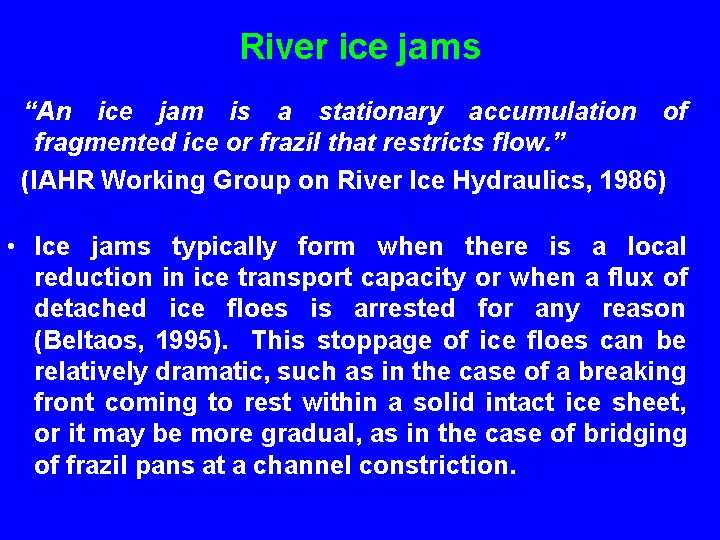 River ice jams
“An ice jam is a stationary accumulation of
fragmented ice or frazil that restricts flow.”
(IAHR Working Group on River Ice Hydraulics, 1986)
• Ice jams typically form when there is a local
reduction in ice transport capacity or when a flux of
detached ice floes is arrested for any reason
(Beltaos, 1995). This stoppage of ice floes can be
relatively dramatic, such as in the case of a breaking
front coming to rest within a solid intact ice sheet,
or it may be more gradual, as in the case of bridging
of frazil pans at a channel constriction.